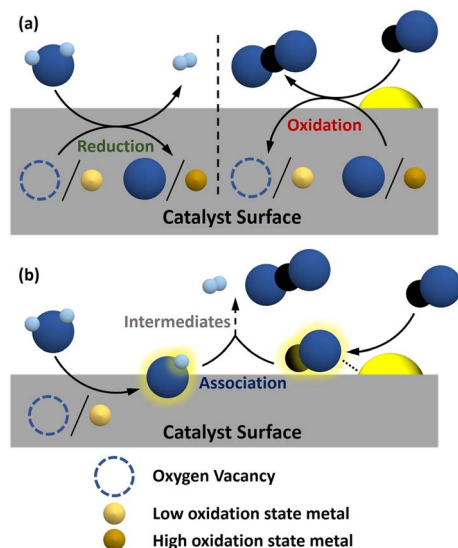 (a)
Reduction
Oxidation
Catalyst Surface
(b)
Intermediates
Association
Catalyst Surface
Oxygen Vacancy
Low oxidation state metal
High oxidation state metal